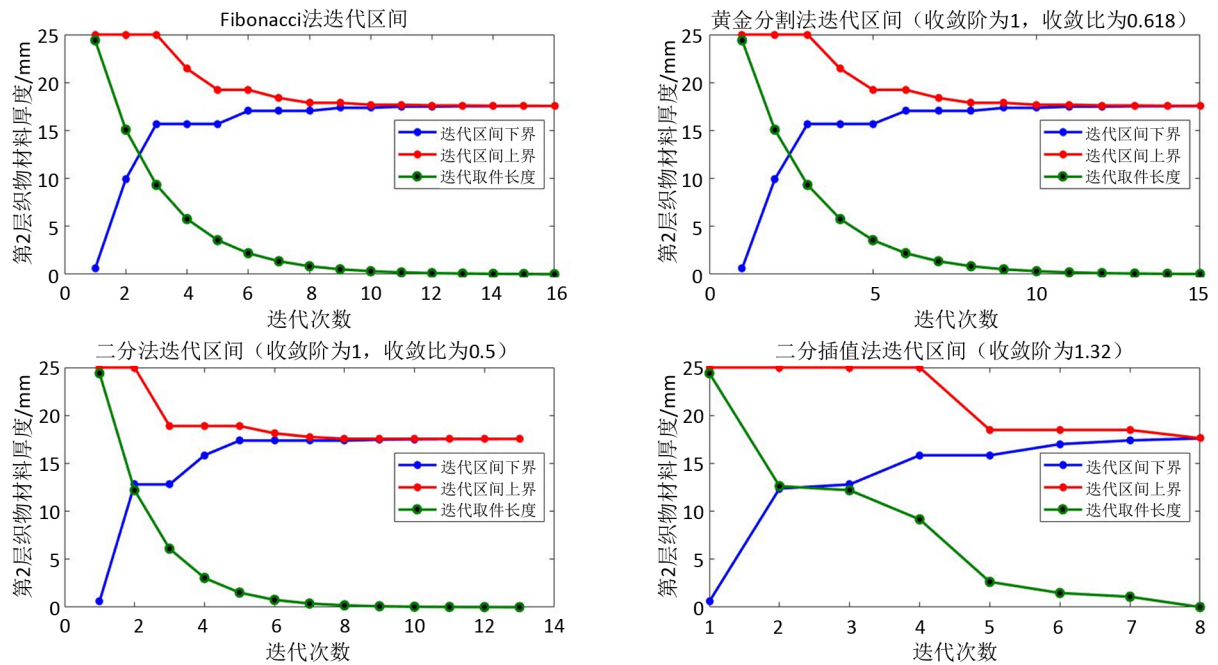 Fibonacci法迭代区间
第2层织物材料厚度/mm
25
20
15
10
5
0
迭代区间下界
迭代区间上界
迭代取件长度
0 2 4 6 8 10 12 14 16
迭代次数
黄金分割法迭代区间（收敛阶为1，收敛比为0.618）
第2层织物材料厚度/mm
25
20
15
10
5
0
迭代区间下界
迭代区间上界
迭代取件长度
0 5 10 15
迭代次数
二分法迭代区间（收敛阶为1，收敛比为0.5）
第2层织物材料厚度/mm
25
20
15
10
5
0
迭代区间下界
迭代区间上界
迭代取件长度
0 2 4 6 8 10 12 14
迭代次数
二分插值法迭代区间（收敛阶为1.32）
第2层织物材料厚度/mm
25
20
15
10
5
0
迭代区间下界
迭代区间上界
迭代取件长度
1 2 3 4 5 6 7 8
迭代次数